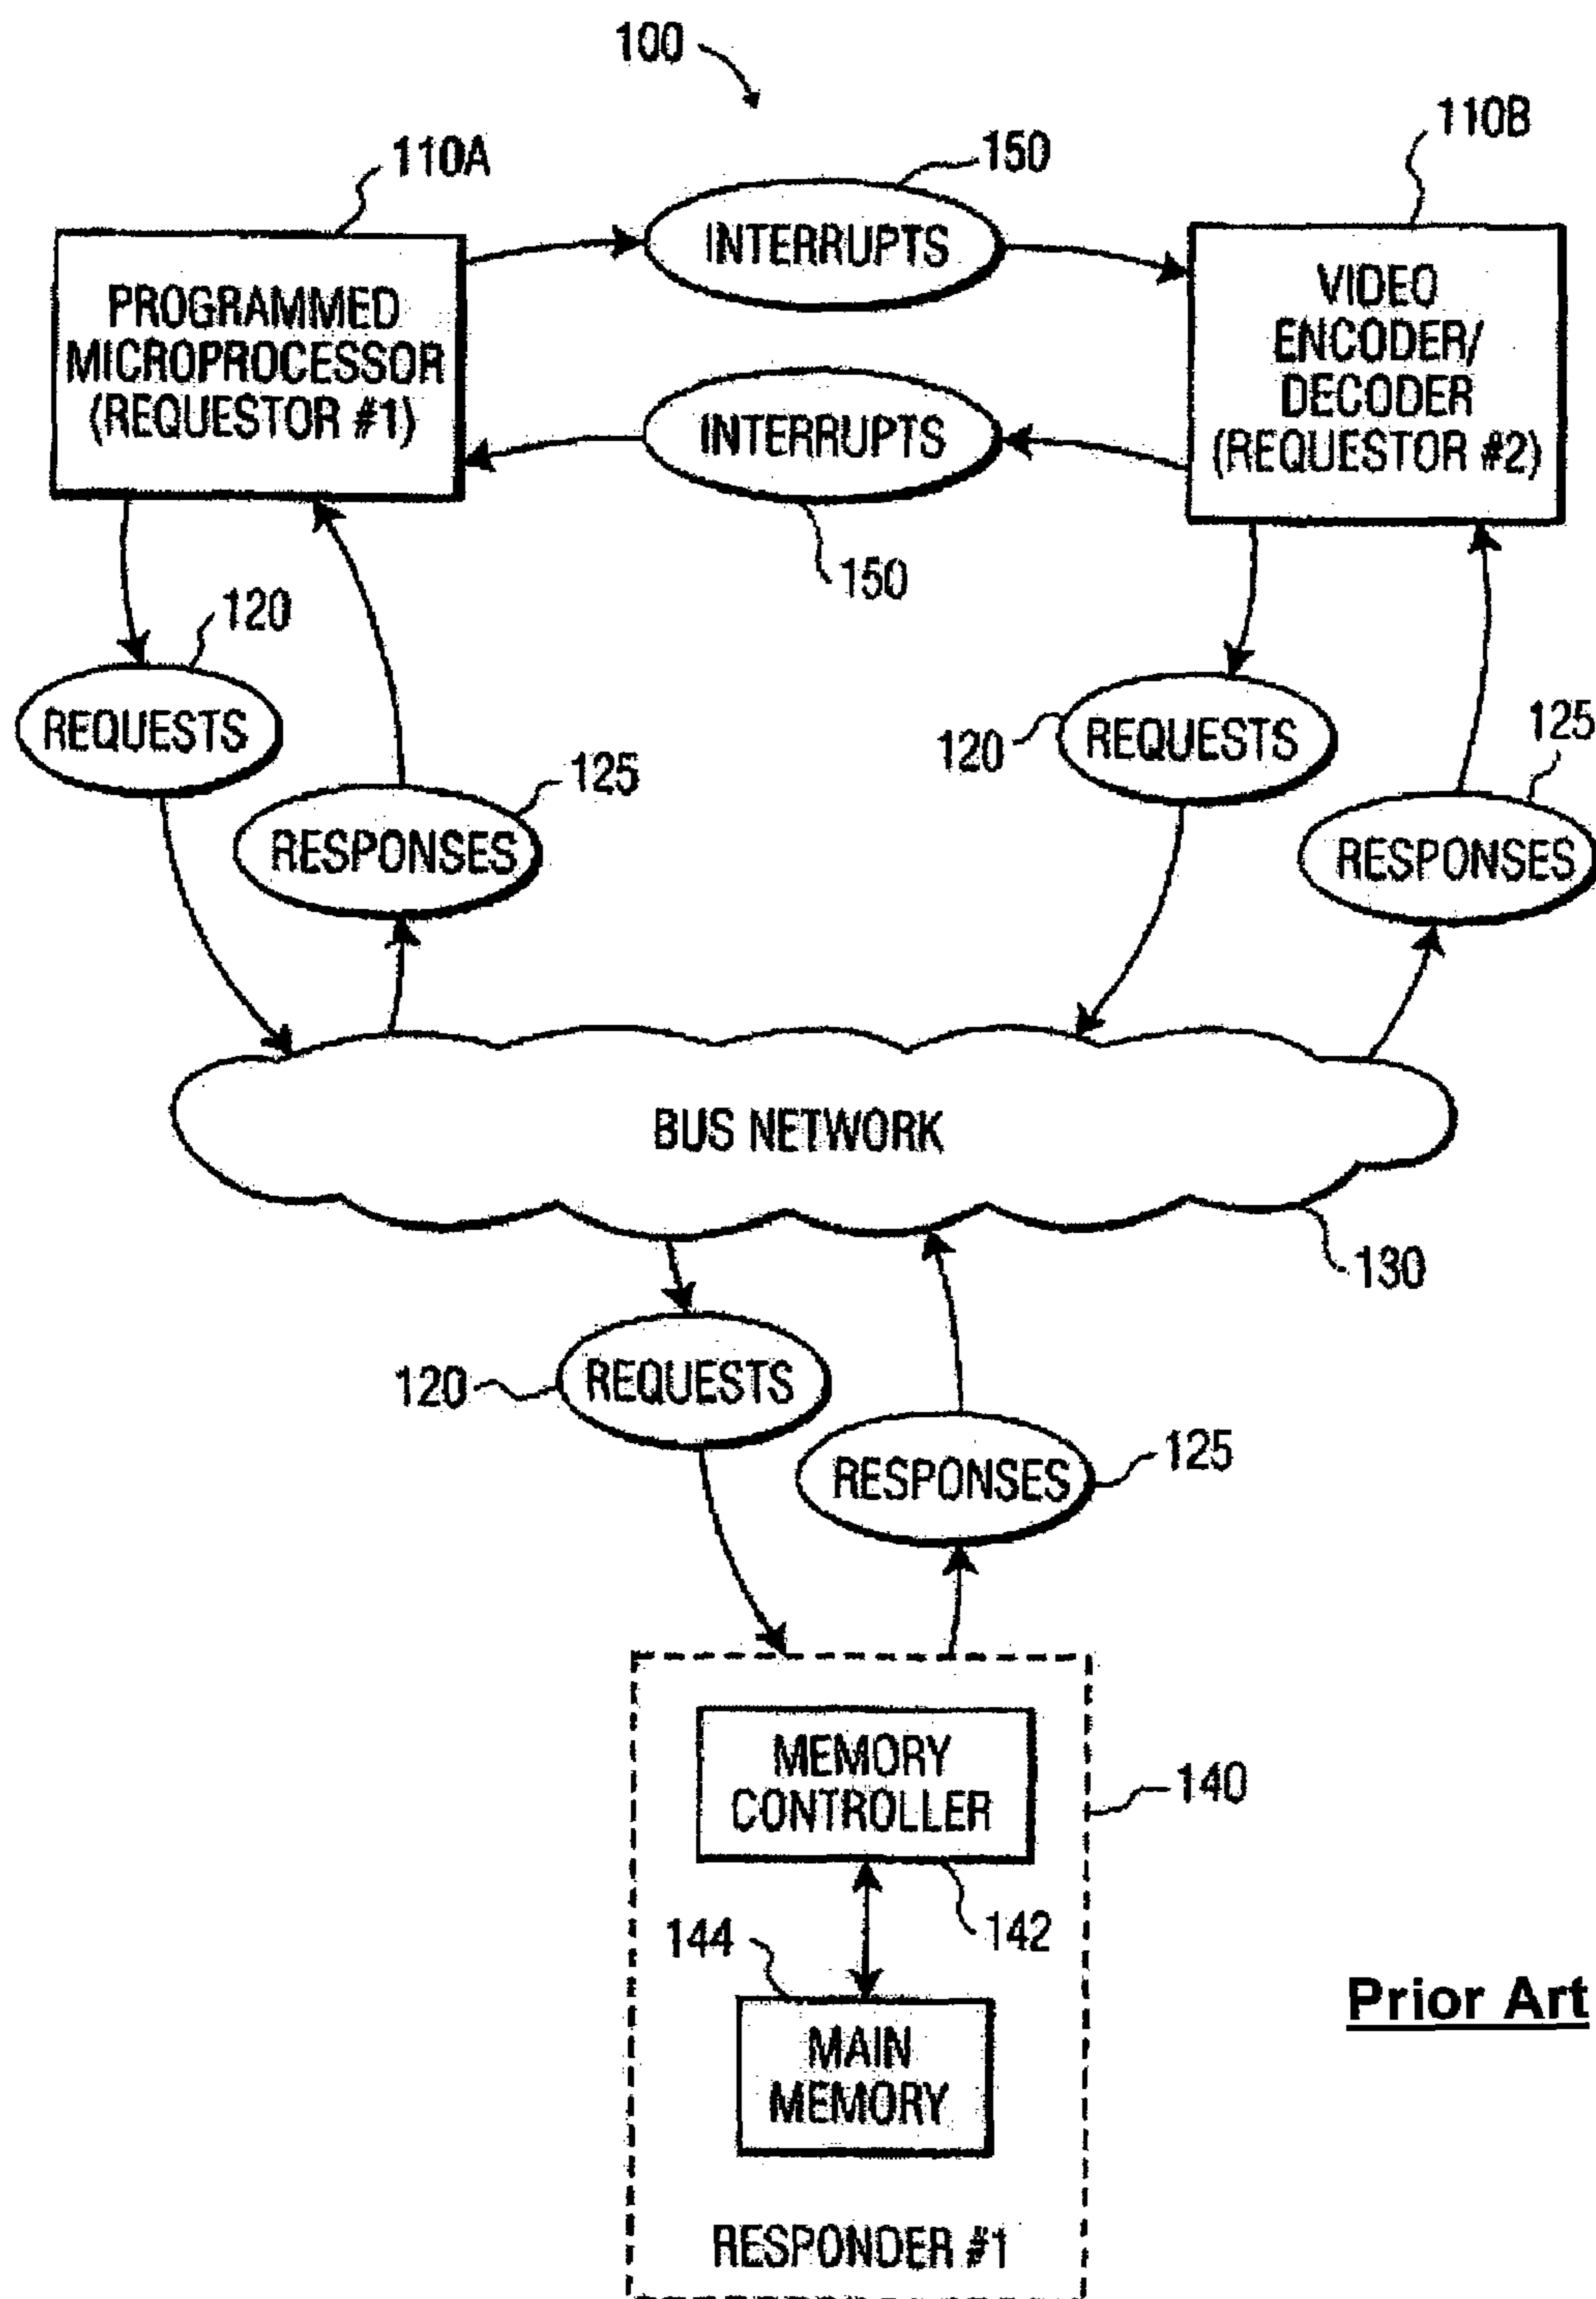 100
110A
150
110B
PROGRAMMED
MICROPROCESSOR
(REQUESTOR #1)
INTERRUPTS
VIDEO
ENCODER/
DECODER
(REQUESTOR #2)
INTERRUPTS
150
120
REQUESTS
125
RESPONSES
120
REQUESTS
125
RESPONSES
BUS NETWORK
130
120
REQUESTS
RESPONSES
125
MEMORY
CONTROLLER
140
142
144
MAIN
MEMORY
RESPONDER #1
Prior Art